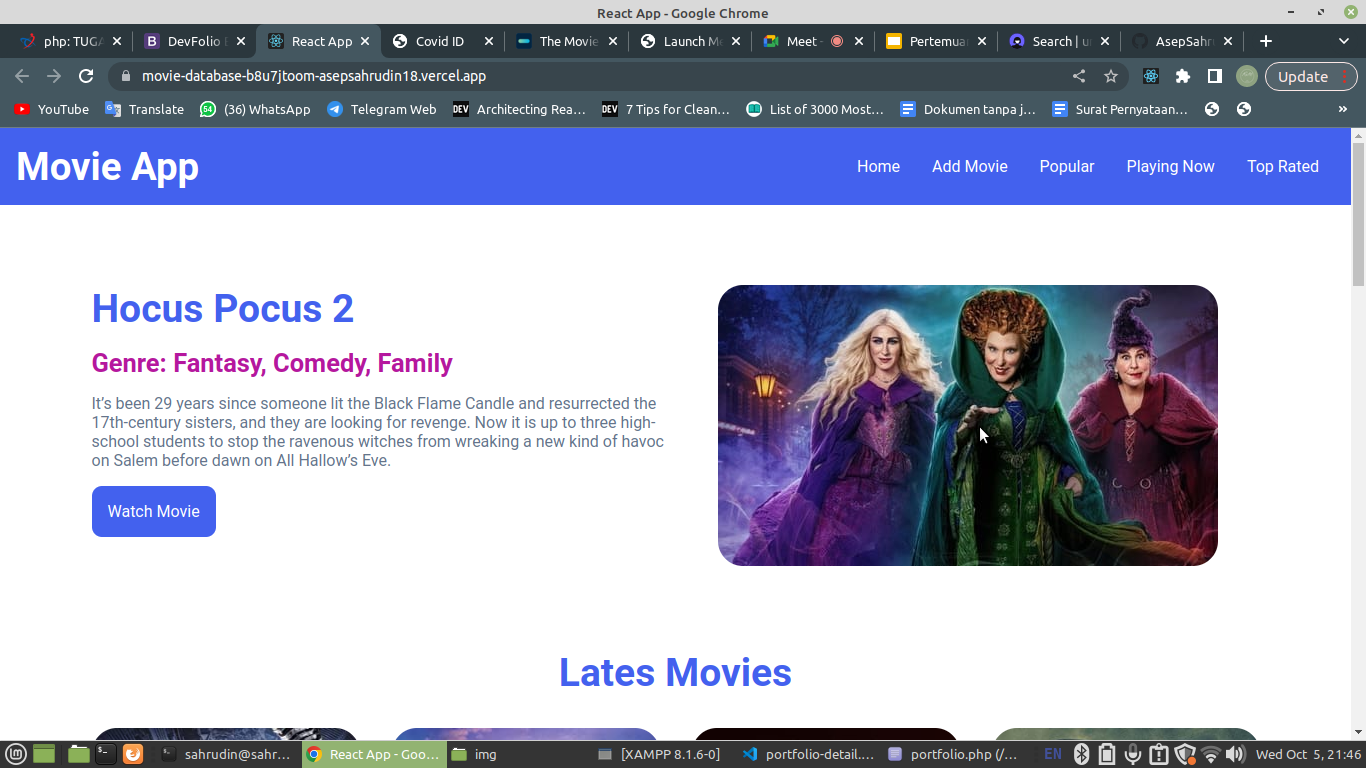 React App - Google Chrome
php: TUGA
DevFolio
React App
Covid ID
The Movie
Launch M
Meet -
Pertemua
Search | u
AsepSahru
movie-database-b8u7jtoom-asepsahrudin18.vercel.app
Update
YouTube
Translate
54
(36) WhatsApp
Telegram Web
DEV
Architecting Rea…
DEV
7 Tips for Clean…
List of 3000 Most…
Dokumen tanpa j…
Surat Pernyataan…
»
Movie App
Home
Add Movie
Popular
Playing Now
Top Rated
Hocus Pocus 2
Genre: Fantasy, Comedy, Family
It’s been 29 years since someone lit the Black Flame Candle and resurrected the
17th-century sisters, and they are looking for revenge. Now it is up to three high-
school students to stop the ravenous witches from wreaking a new kind of havoc
on Salem before dawn on All Hallow’s Eve.
Watch Movie
Lates Movies
sahrudin@sahr…
React App - Goo…
img
[XAMPP 8.1.6-0]
portfolio-detail.…
portfolio.php (/…
EN
Wed Oct  5, 21:46